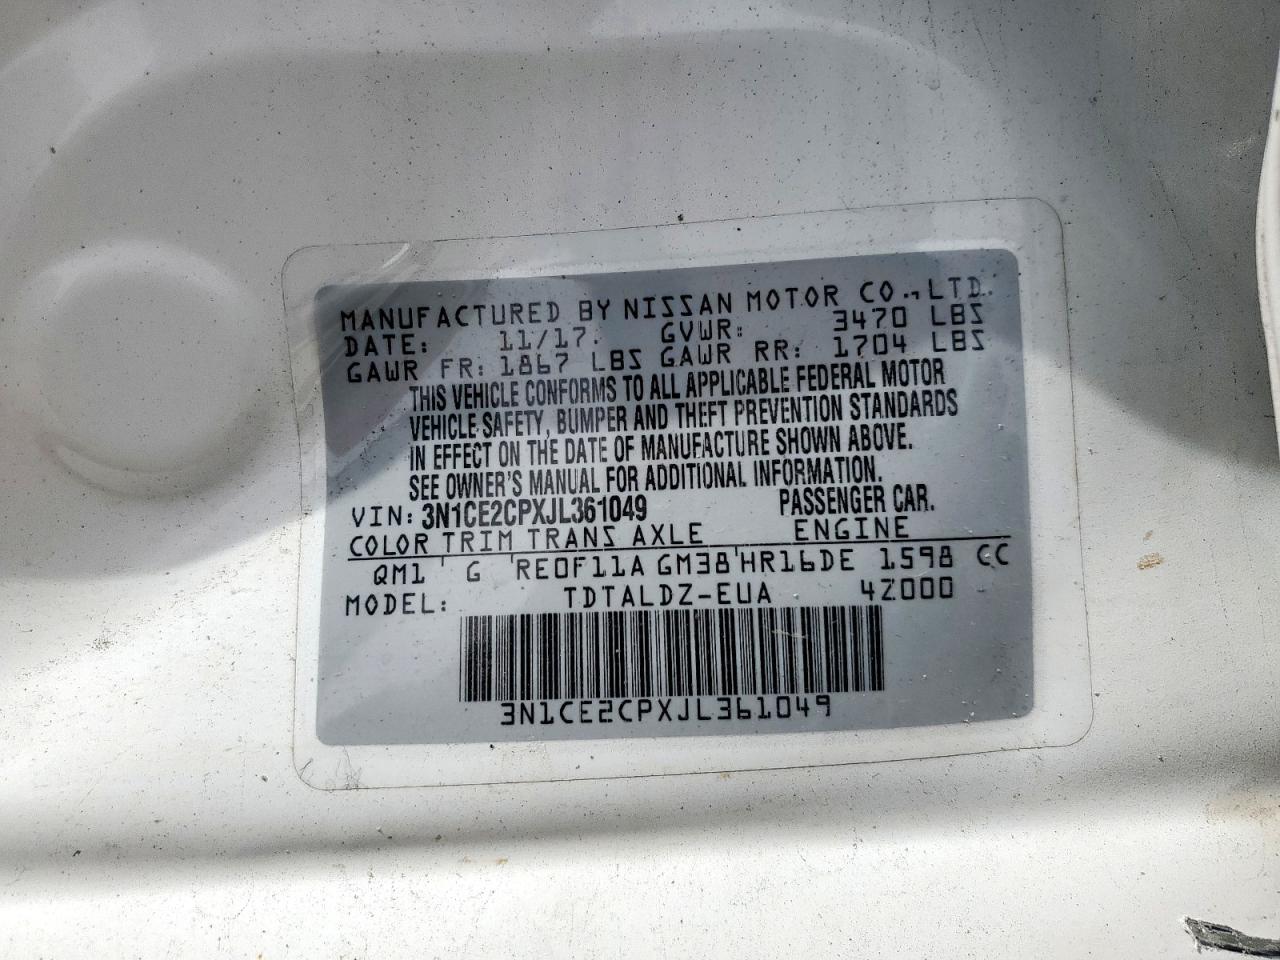 MANUFACTURED BY NISSAN MOTOR CO., LTD.
DATE: 11/17. GVWR: 3470 LBS
GAWR FR: 1867 LBS GAWR RR: 1704 LBS
THIS VEHICLE CONFORMS TO ALL APPLICABLE FEDERAL MOTOR
VEHICLE SAFETY, BUMPER AND THEFT PREVENTION STANDARDS
IN EFFECT ON THE DATE OF MANUFACTURE SHOWN ABOVE.
SEE OWNER'S MANUAL FOR ADDITIONAL INFORMATION.
VIN: 3N1CE2CPXJL361049 PASSENGER CAR.
COLOR TRIM TRANS AXLE ENGINE
QM1 ' G 'RE0F11A GM38'HR16DE 1598 CC
MODEL: TDTALDZ-EUA 4Z000
3N1CE2CPXJL361049